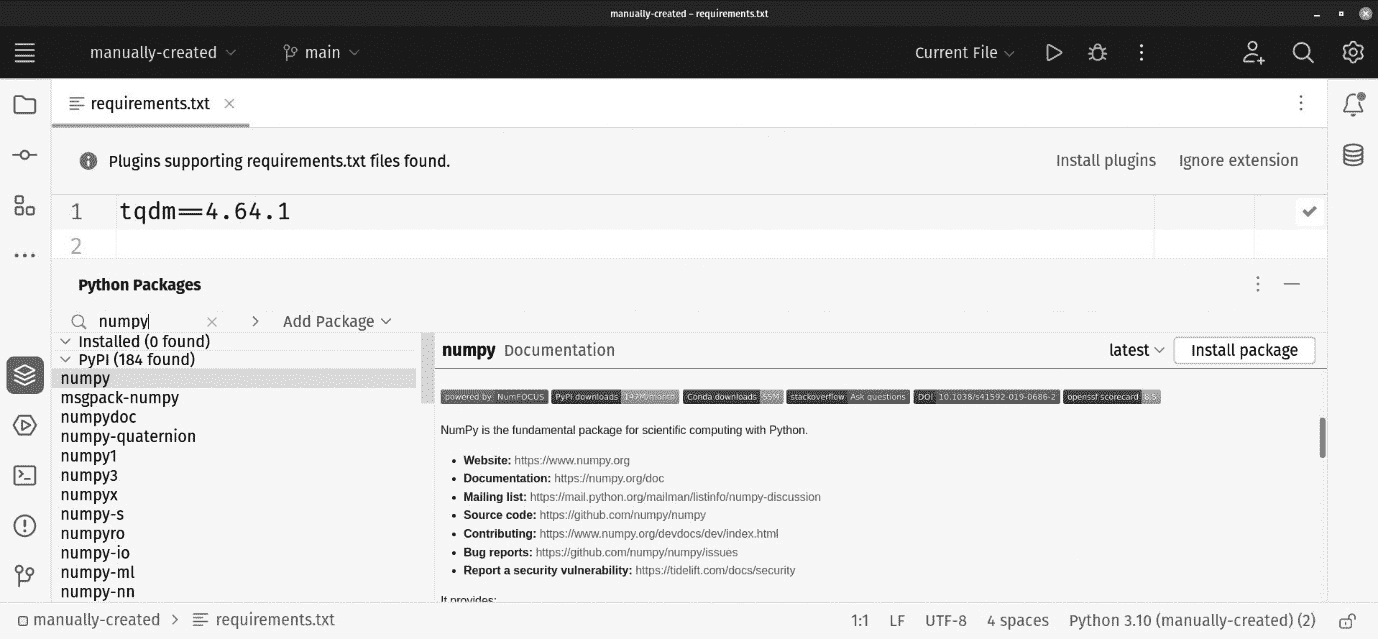 manually-created – requirements.txt
manually-created main Current File
requirements.txt
Plugins supporting requirements.txt files found. Install plugins Ignore extension
1 tqdm==4.64.1
2
Python Packages
numpy Add Package
Installed (0 found)
PyPI (184 found)
numpy
msgpack-numpy
numpydoc
numpy-quaternion
numpy1
numpy3
numpyx
numpy-s
numpyro
numpy-io
numpy-ml
numpy-nn
numpy Documentation latest Install package
powered by NumFOCUS PyPI downloads 147M/month Conda downloads 55M stackoverflow Ask questions DOI 10.1038/s41592-019-0686-2 openssf scorecard 8.5
NumPy is the fundamental package for scientific computing with Python.
• Website: https://www.numpy.org
• Documentation: https://numpy.org/doc
• Mailing list: https://mail.python.org/mailman/listinfo/numpy-discussion
• Source code: https://github.com/numpy/numpy
• Contributing: https://www.numpy.org/devdocs/dev/index.html
• Bug reports: https://github.com/numpy/numpy/issues
• Report a security vulnerability: https://tidelift.com/docs/security
It provides:
manually-created > requirements.txt 1:1 LF UTF-8 4 spaces Python 3.10 (manually-created) (2)